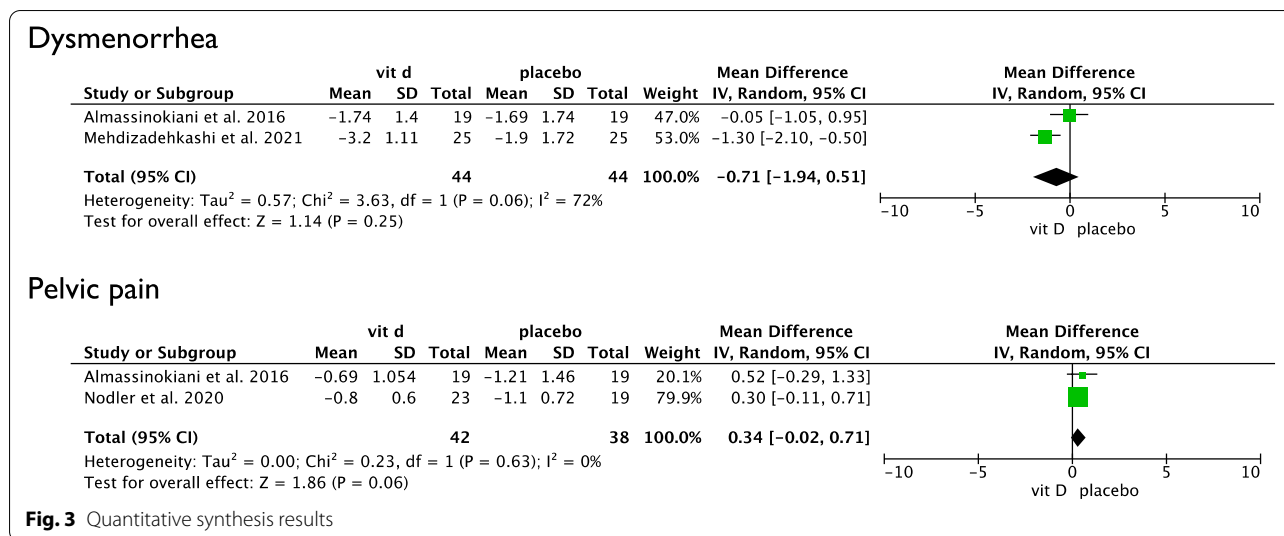 Dysmenorrhea
vit d placebo Mean Difference Mean Difference
Study or Subgroup Mean SD Total Mean SD Total Weight IV, Random, 95% CI IV, Random, 95% CI
Almassinokiani et al. 2016 −1.74 1.4 19 −1.69 1.74 19 47.0% −0.05 [−1.05, 0.95]
Mehdizadehkashi et al. 2021 −3.2 1.11 25 −1.9 1.72 25 53.0% −1.30 [−2.10, −0.50]
Total (95% CI) 44 44 100.0% −0.71 [−1.94, 0.51]
Heterogeneity: Tau² = 0.57; Chi² = 3.63, df = 1 (P = 0.06); I² = 72%
Test for overall effect: Z = 1.14 (P = 0.25)
−10 −5 0 5 10
vit D placebo
Pelvic pain
vit d placebo Mean Difference Mean Difference
Study or Subgroup Mean SD Total Mean SD Total Weight IV, Random, 95% CI IV, Random, 95% CI
Almassinokiani et al. 2016 −0.69 1.054 19 −1.21 1.46 19 20.1% 0.52 [−0.29, 1.33]
Nodler et al. 2020 −0.8 0.6 23 −1.1 0.72 19 79.9% 0.30 [−0.11, 0.71]
Total (95% CI) 42 38 100.0% 0.34 [−0.02, 0.71]
Heterogeneity: Tau² = 0.00; Chi² = 0.23, df = 1 (P = 0.63); I² = 0%
Test for overall effect: Z = 1.86 (P = 0.06)
−10 −5 0 5 10
vit D placebo
Fig. 3 Quantitative synthesis results